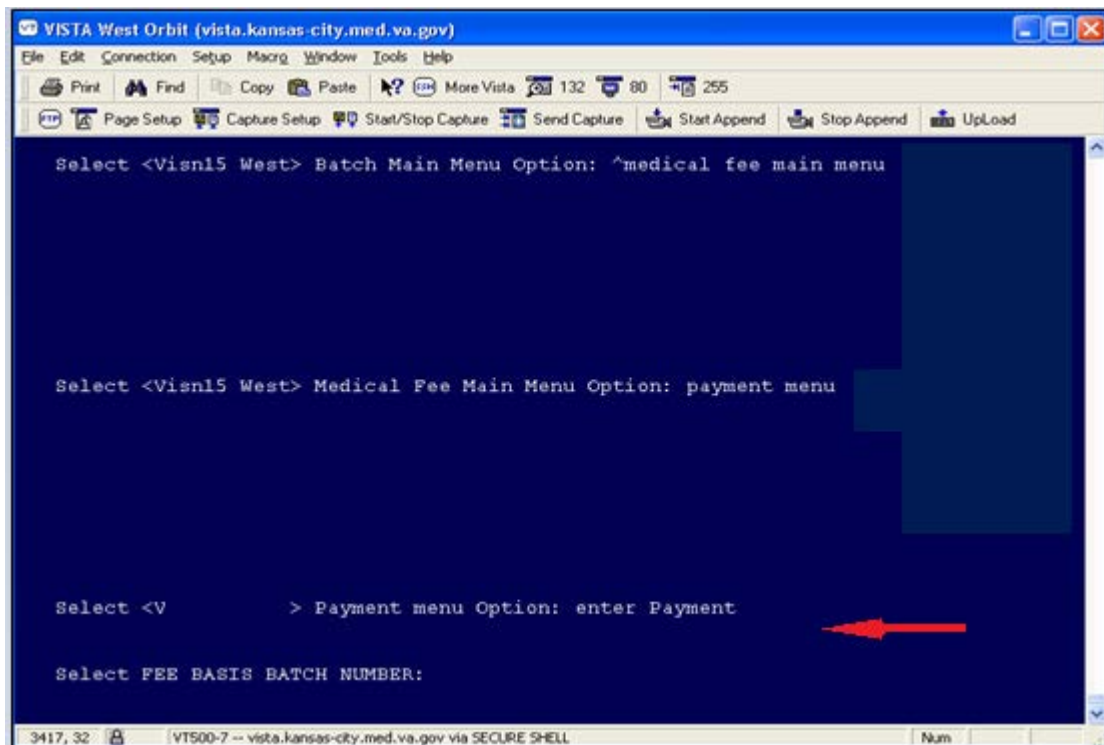 VISTA West Orbit (vista.kansas-city.med.va.gov)
File Edit Connection Setup Macro Window Tools Help
Print Find Copy Paste More Vista 132 80 255
Page Setup Capture Setup Start/Stop Capture Send Capture Start Append Stop Append UpLoad
Select <Visn15 West> Batch Main Menu Option: ^medical fee main menu
Select <Visn15 West> Medical Fee Main Menu Option: payment menu
Select <V > Payment menu Option: enter Payment
Select FEE BASIS BATCH NUMBER:
3417, 32 VT500-7 -- vista.kansas-city.med.va.gov via SECURE SHELL Num